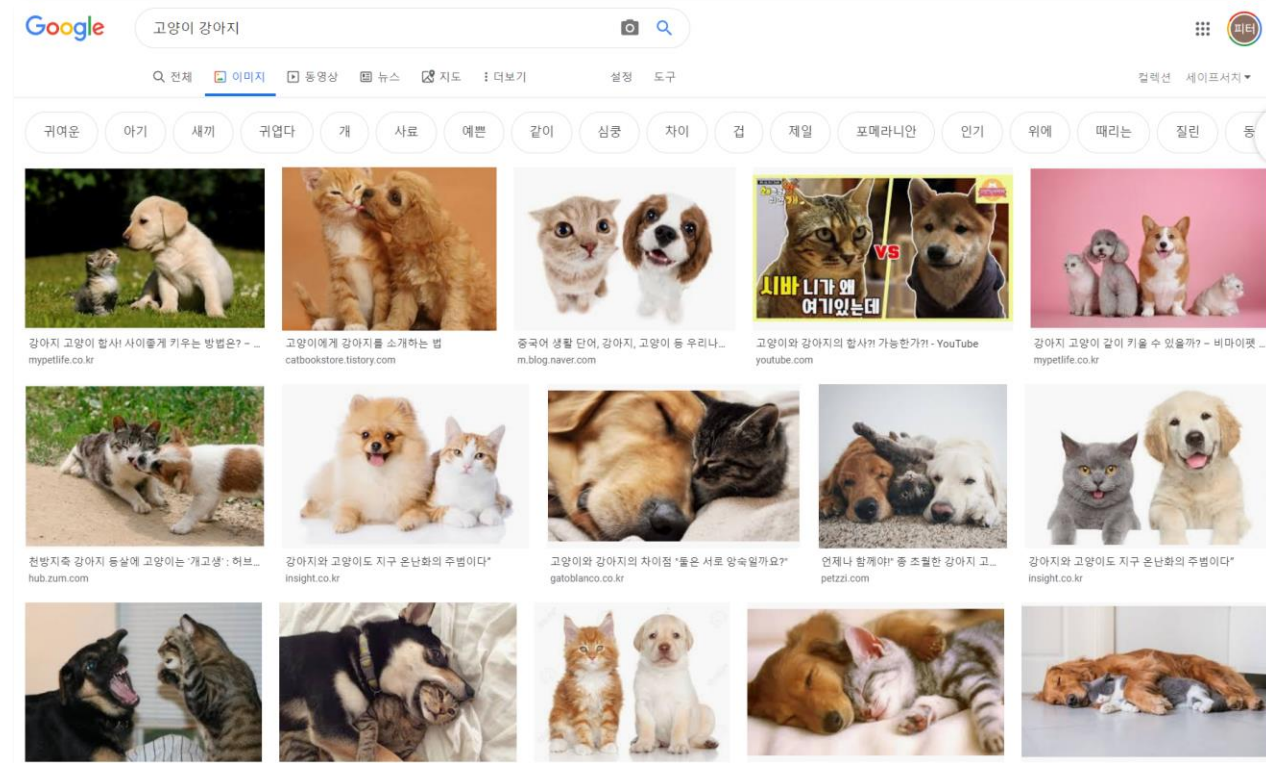 Google
고양이 강아지
피터
전체 이미지 동영상 뉴스 지도 더보기 설정 도구
컬렉션 세이프서치
귀여운 아기 새끼 귀엽다 개 사료 예쁜 같이 심쿵 차이 겁 제일 포메라니안 인기 위에 때리는 질린 동
VS
시바 니가 왜
여기있는데
강아지 고양이 합사! 사이좋게 키우는 방법은? – ...
mypetlife.co.kr
고양이에게 강아지를 소개하는 법
catbookstore.tistory.com
중국어 생활 단어, 강아지, 고양이 등 우리나...
m.blog.naver.com
고양이와 강아지의 합사?! 가능한가?! - YouTube
youtube.com
강아지 고양이 같이 키울 수 있을까? – 비마이펫 ...
mypetlife.co.kr
천방지축 강아지 등살에 고양이는 '개고생' : 허브...
hub.zum.com
강아지와 고양이도 지구 온난화의 주범이다"
insight.co.kr
고양이와 강아지의 차이점 "둘은 서로 앙숙일까요?"
gatoblanco.co.kr
언제나 함께야!" 종 초월한 강아지 고...
petzzi.com
강아지와 고양이도 지구 온난화의 주범이다"
insight.co.kr